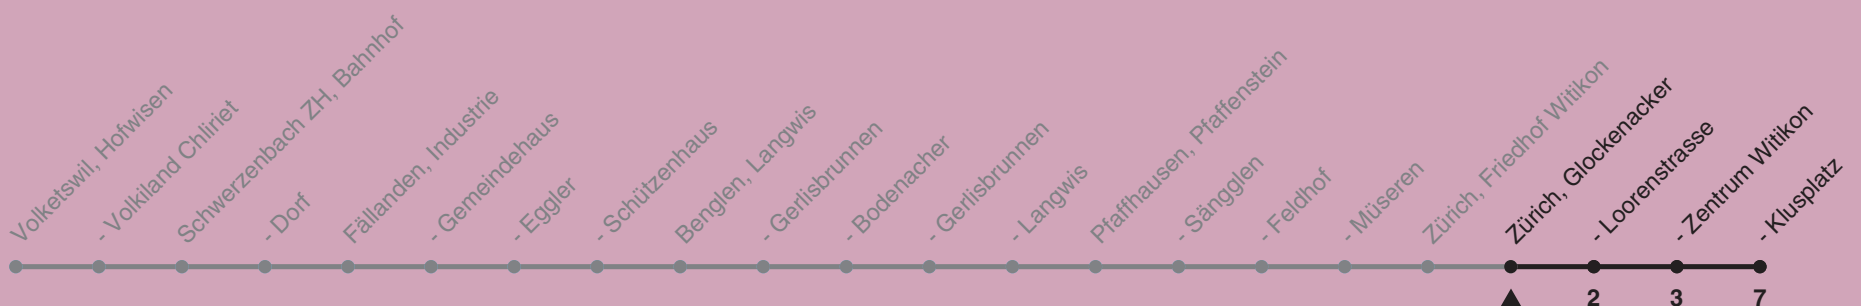 Volketswil, Hofwisen
- Volkiland Chliriet
Schwerzenbach ZH, Bahnhof
- Dorf
Fällanden, Industrie
- Gemeindehaus
- Eggler
- Schützenhaus
Benglen, Langwis
- Gerlisbrunnen
- Bodenacher
- Gerlisbrunnen
- Langwis
Pfaffhausen, Pfaffenstein
- Sängglen
- Feldhof
- Müseren
Zürich, Friedhof Witikon
Zürich, Glockenacker
- Loorenstrasse
- Zentrum Witikon
- Klusplatz
2 3 7